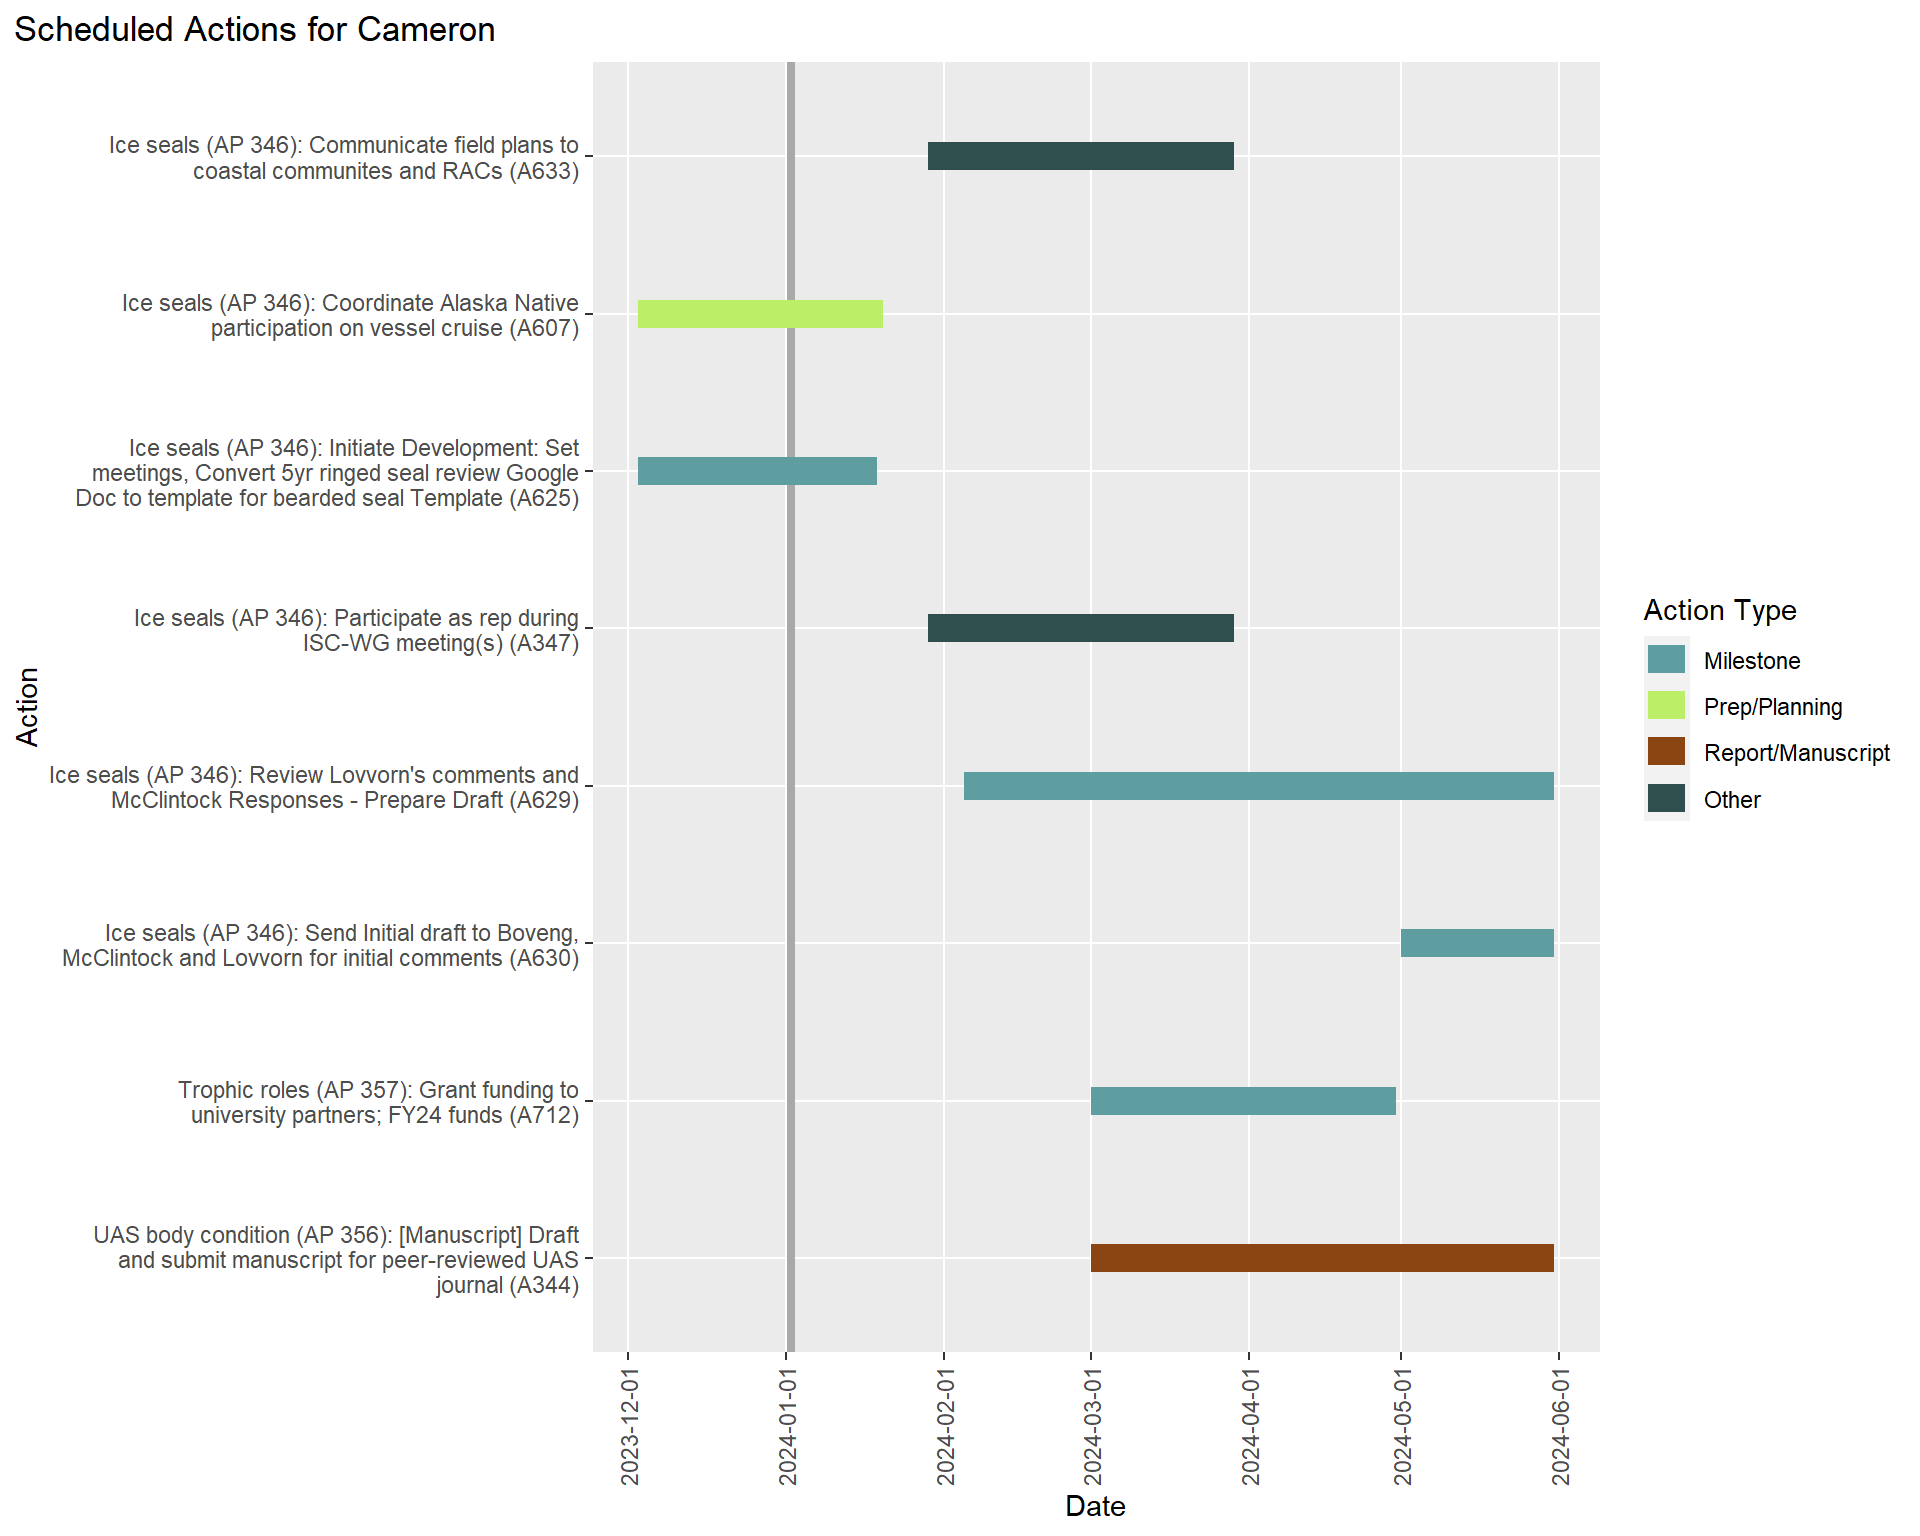 Scheduled Actions for Cameron
Ice seals (AP 346): Communicate field plans to
coastal communites and RACs (A633)
Ice seals (AP 346): Coordinate Alaska Native
participation on vessel cruise (A607)
Ice seals (AP 346): Initiate Development: Set
meetings, Convert 5yr ringed seal review Google
Doc to template for bearded seal Template (A625)
Ice seals (AP 346): Participate as rep during
ISC-WG meeting(s) (A347)
Ice seals (AP 346): Review Lovvorn's comments and
McClintock Responses - Prepare Draft (A629)
Ice seals (AP 346): Send Initial draft to Boveng,
McClintock and Lovvorn for initial comments (A630)
Trophic roles (AP 357): Grant funding to
university partners; FY24 funds (A712)
UAS body condition (AP 356): [Manuscript] Draft
and submit manuscript for peer-reviewed UAS
journal (A344)
Action
2023-12-01
2024-01-01
2024-02-01
2024-03-01
2024-04-01
2024-05-01
2024-06-01
Date
Action Type
Milestone
Prep/Planning
Report/Manuscript
Other